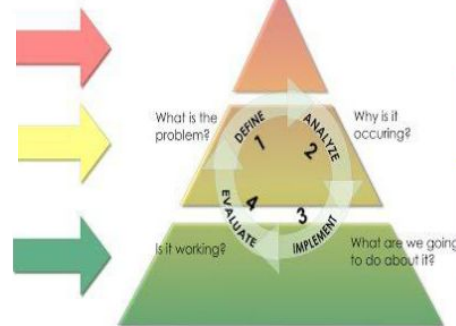 What is the
problem?
Why is it
occuring?
DEFINE
1
ANALYZE
2
EVALUATE
4
IMPLEMENT
3
Is it working?
What are we going
to do about it?